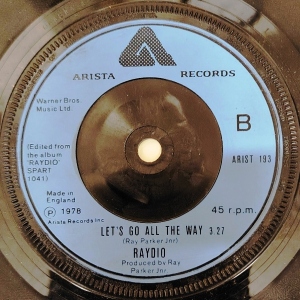 ARISTA RECORDS
Warner Bros.
Music Ltd
B
(Edited from
the album
'RAYDIO'
SPART
1041)
ARIST 193
Made in
England
℗ 1978
Arista Records Inc
45 r.p.m.
LET'S GO ALL THE WAY 3:27
(Ray Parker Jnr)
RAYDIO
Produced by Ray
Parker Jnr.